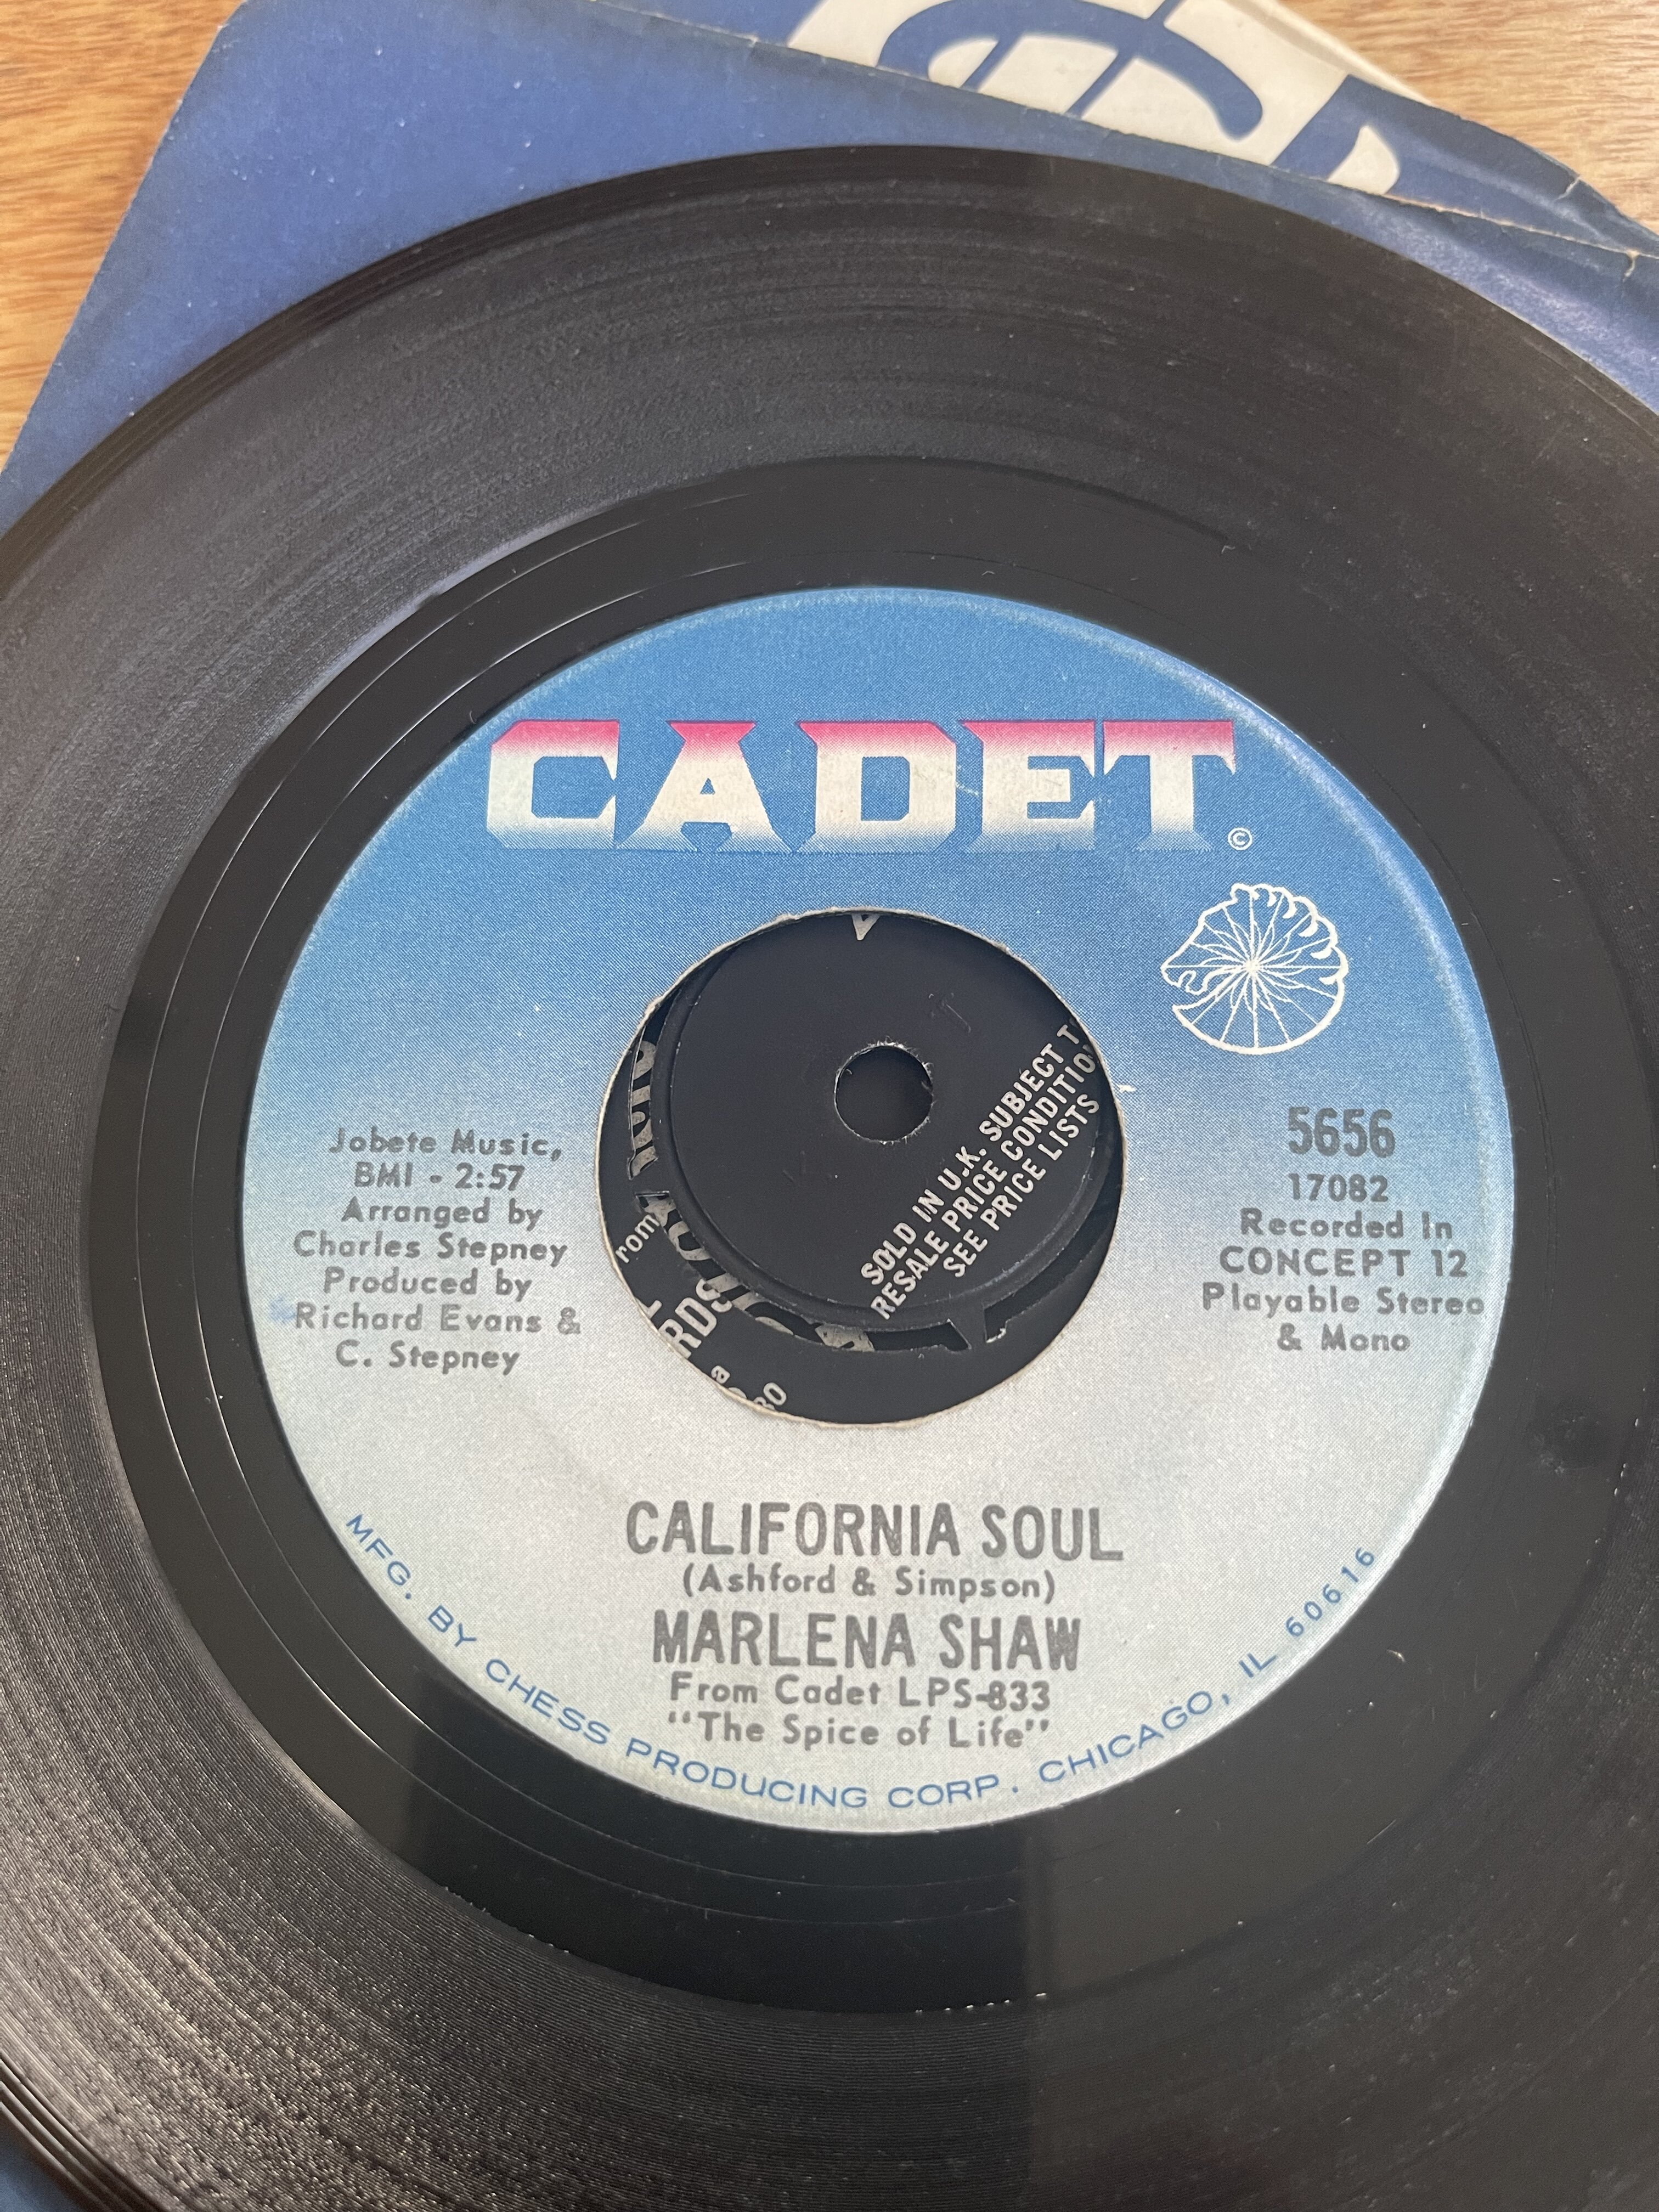 CADET
©
5656
17082
Recorded In
CONCEPT 12
Playable Stereo
& Mono
Jobete Music,
BMI - 2:57
Arranged by
Charles Stepney
Produced by
Richard Evans &
C. Stepney
SOLD IN U.K. SUBJECT
RESALE PRICE
SEE PRICE LISTS
CALIFORNIA SOUL
(Ashford & Simpson)
MARLENA SHAW
From Cadet LPS-833
"The Spice of Life"
MFG. BY CHESS PRODUCING CORP. CHICAGO, IL 60616